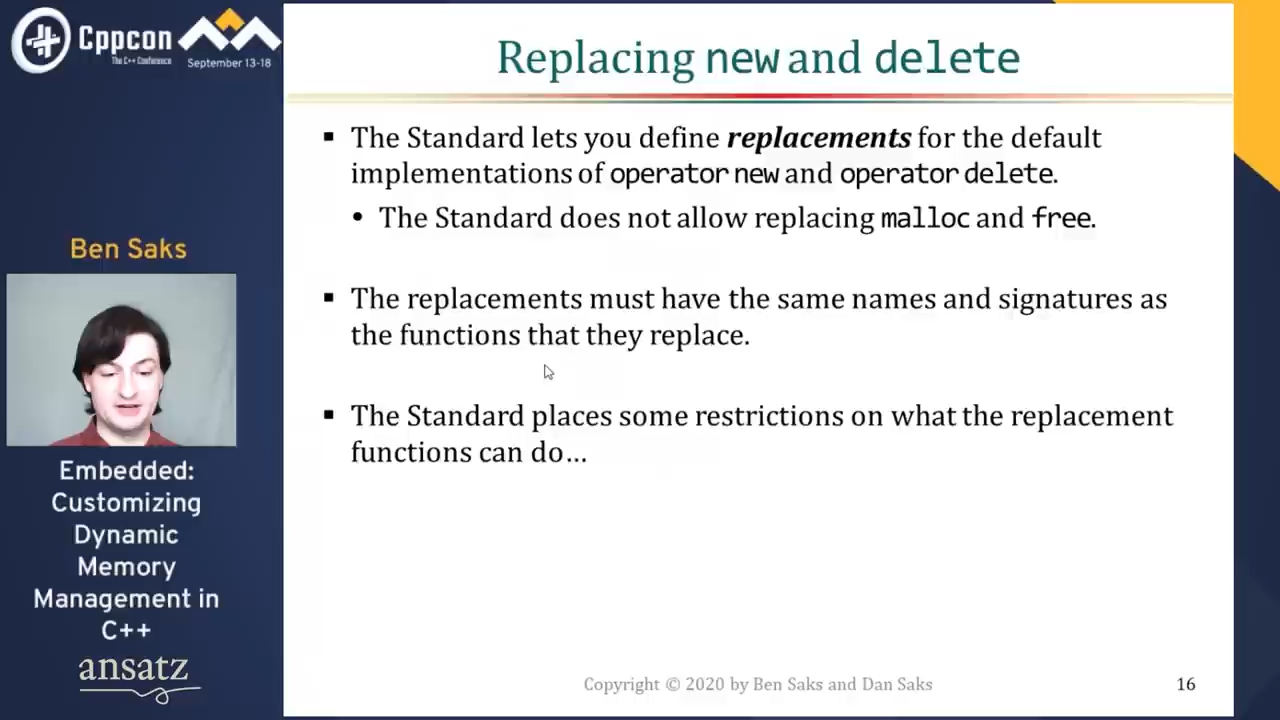 Cppcon
The C++ Conference
September 13-18
Ben Saks
Embedded:
Customizing
Dynamic
Memory
Management in
C++
ansatz
Replacing new and delete
▪ The Standard lets you define replacements for the default
implementations of operator new and operator delete.
• The Standard does not allow replacing malloc and free.
▪ The replacements must have the same names and signatures as
the functions that they replace.
▪ The Standard places some restrictions on what the replacement
functions can do…
Copyright © 2020 by Ben Saks and Dan Saks
16